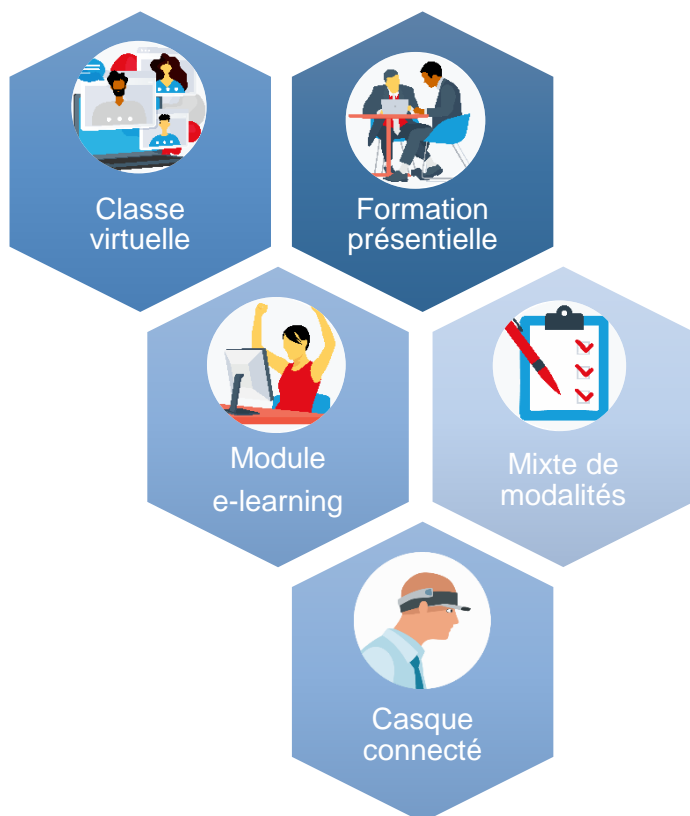 Classe
virtuelle
Formation
présentielle
Module
e-learning
Mixte de
modalités
Casque
connecté